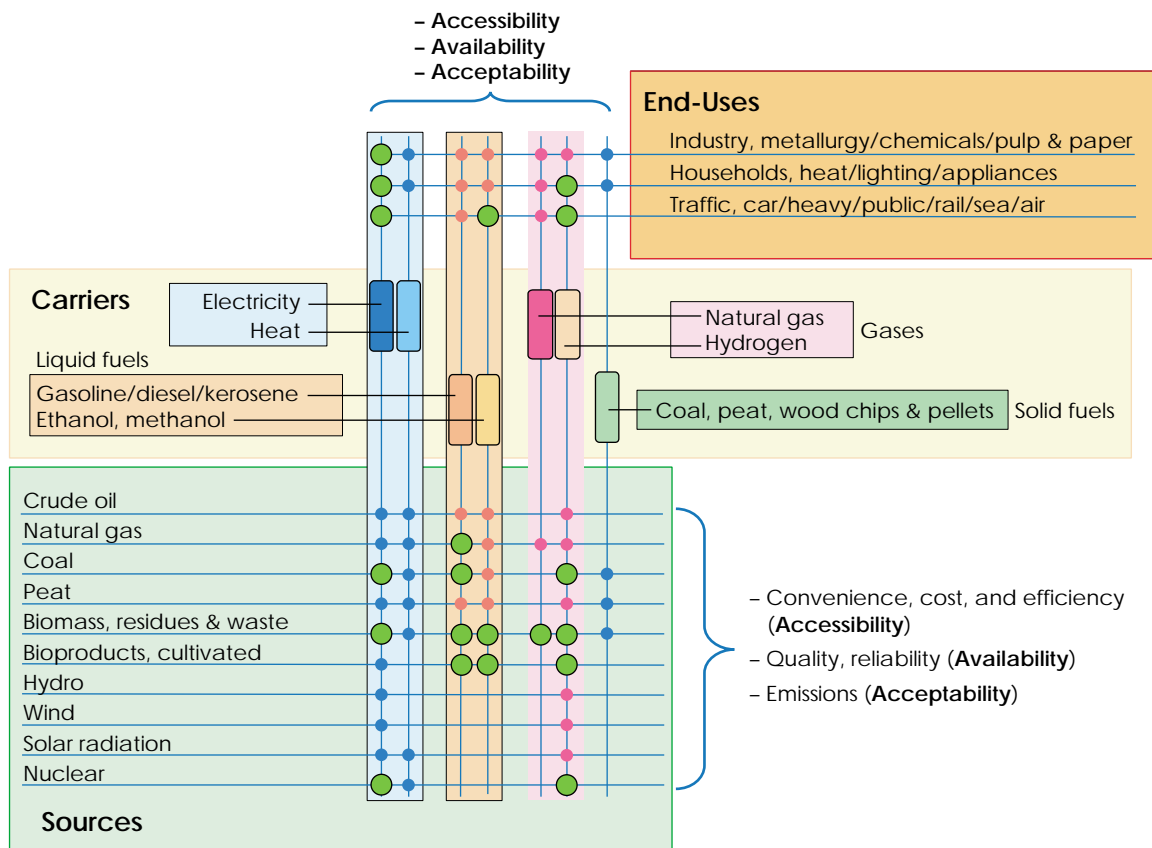 – Accessibility
– Availability
– Acceptability
End-Uses
Industry, metallurgy/chemicals/pulp & paper
Households, heat/lighting/appliances
Traffic, car/heavy/public/rail/sea/air
Carriers
Electricity
Heat
Liquid fuels
Gasoline/diesel/kerosene
Ethanol, methanol
Natural gas
Hydrogen
Gases
Coal, peat, wood chips & pellets
Solid fuels
Crude oil
Natural gas
Coal
Peat
Biomass, residues & waste
Bioproducts, cultivated
Hydro
Wind
Solar radiation
Nuclear
Sources
– Convenience, cost, and efficiency
(Accessibility)
– Quality, reliability (Availability)
– Emissions (Acceptability)